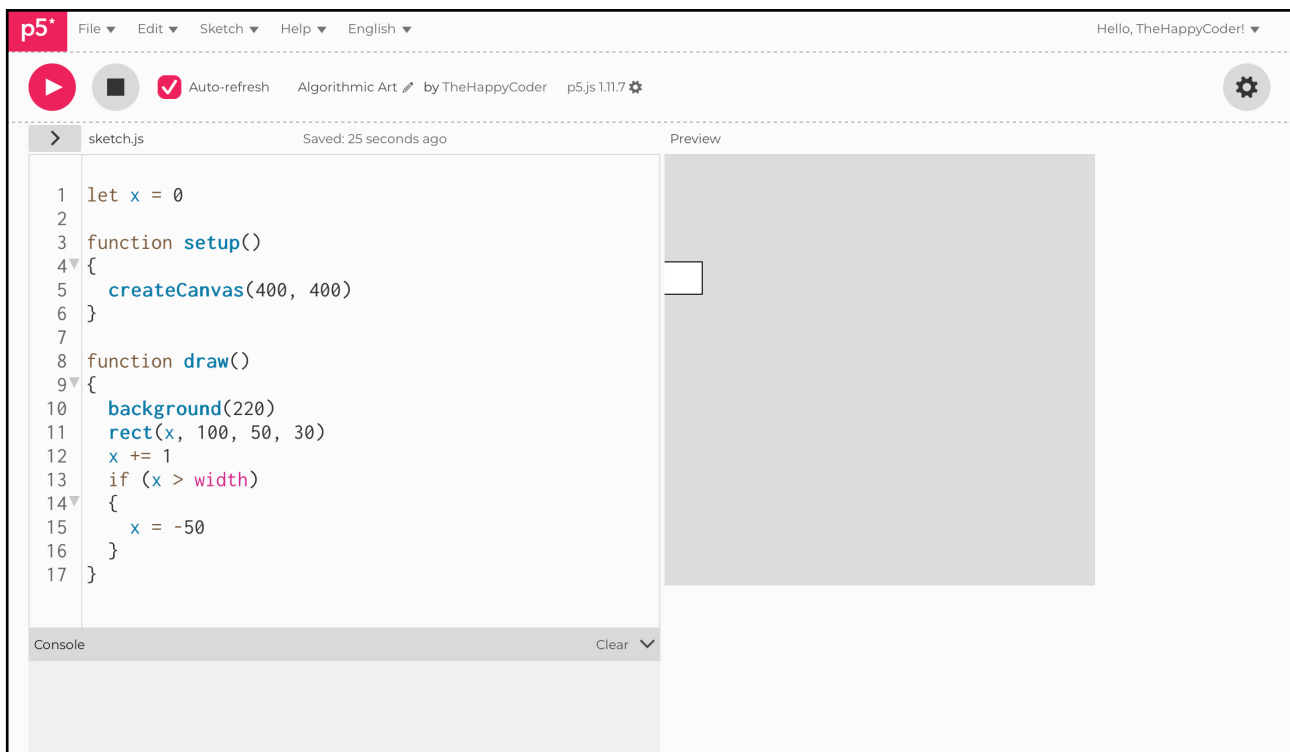 p5* File Edit Sketch Help English Hello, TheHappyCoder!
Auto-refresh Algorithmic Art by TheHappyCoder p5.js 1.11.7
sketch.js Saved: 25 seconds ago Preview
1 let x = 0
2
3 function setup()
4 {
5 createCanvas(400, 400)
6 }
7
8 function draw()
9 {
10 background(220)
11 rect(x, 100, 50, 30)
12 x += 1
13 if (x > width)
14 {
15 x = -50
16 }
17 }
Console Clear